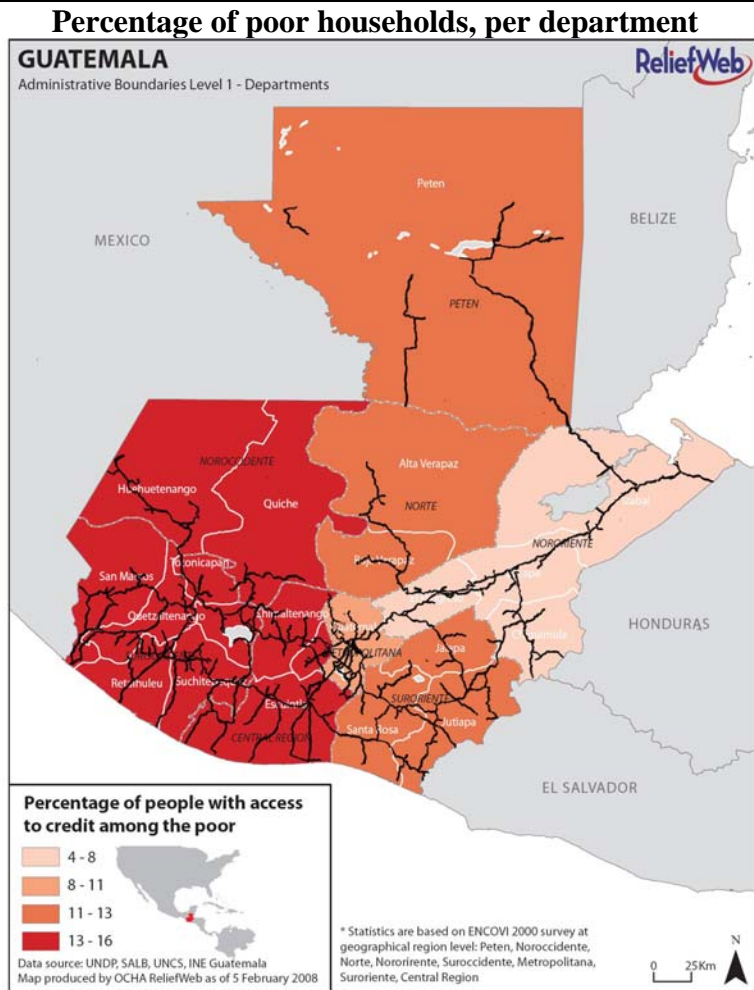 Percentage of poor households, per department
GUATEMALA
ReliefWeb
Administrative Boundaries Level 1 - Departments
Peten
BELIZE
MEXICO
PETEN
NOROCCIDENTE
Alta Verapaz
Huehuetenango
Quiche
NORTE
NORORIENTE
Totonicapan
San Marcos
Quetzaltenango
Chimaltenango
HONDURAS
METROPOLITANA
Jalapa
Retalhuleu
SURORIENTE
Santa Rosa
Jutiapa
CENTRAL REGION
EL SALVADOR
Percentage of people with access
to credit among the poor
4 - 8
8 - 11
11 - 13
13 - 16
Data source: UNDP, SALB, UNCS, INE Guatemala
Map produced by OCHA ReliefWeb as of 5 February 2008
* Statistics are based on ENCOVI 2000 survey at
geographical region level: Peten, Noroccidente,
Norte, Nororirente, Suroccidente, Metropolitana,
Suroriente, Central Region
N
0 25Km